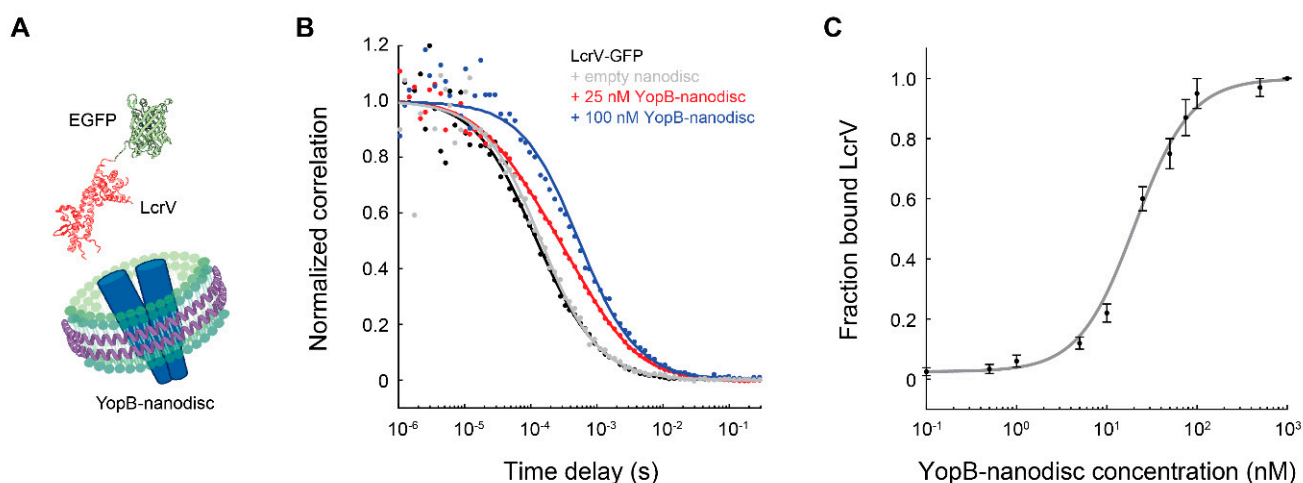 A
EGFP
LcrV
YopB-nanodisc
B
LcrV-GFP
+ empty nanodisc
+ 25 nM YopB-nanodisc
+ 100 nM YopB-nanodisc
Normalized correlation
1.2
1.0
0.8
0.6
0.4
0.2
0
10⁻⁶ 10⁻⁵ 10⁻⁴ 10⁻³ 10⁻² 10⁻¹
Time delay (s)
C
Fraction bound LcrV
1.0
0.8
0.6
0.4
0.2
0
10⁻¹ 10⁰ 10¹ 10² 10³
YopB-nanodisc concentration (nM)